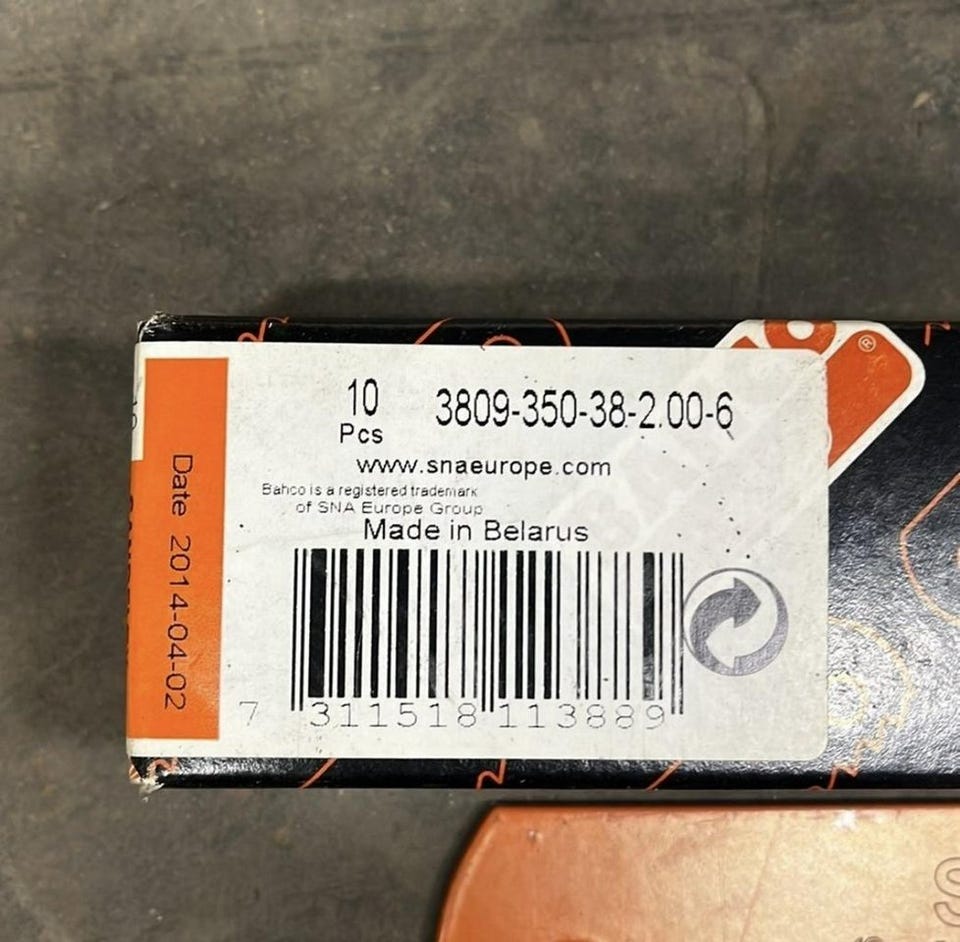 10
Pcs
3809-350-38-2.00-6
www.snaeurope.com
Bahco is a registered trademark
of SNA Europe Group
Made in Belarus
7 311518 113889
Date 2014-04-02
®